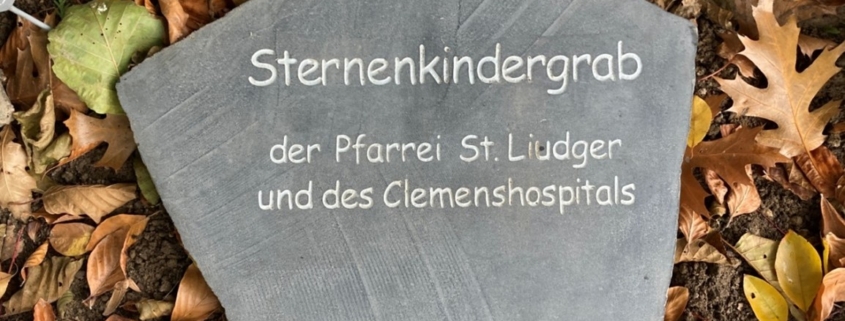 Sternenkindergrab
der Pfarrei St. Liudger
und des Clemenshospitals